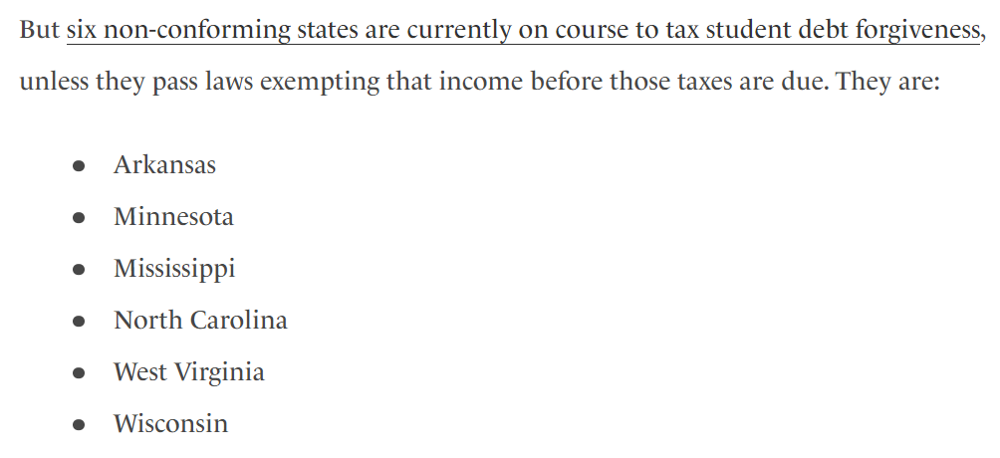 But six non-conforming states are currently on course to tax student debt forgiveness,
unless they pass laws exempting that income before those taxes are due. They are:
● Arkansas
● Minnesota
● Mississippi
● North Carolina
● West Virginia
● Wisconsin